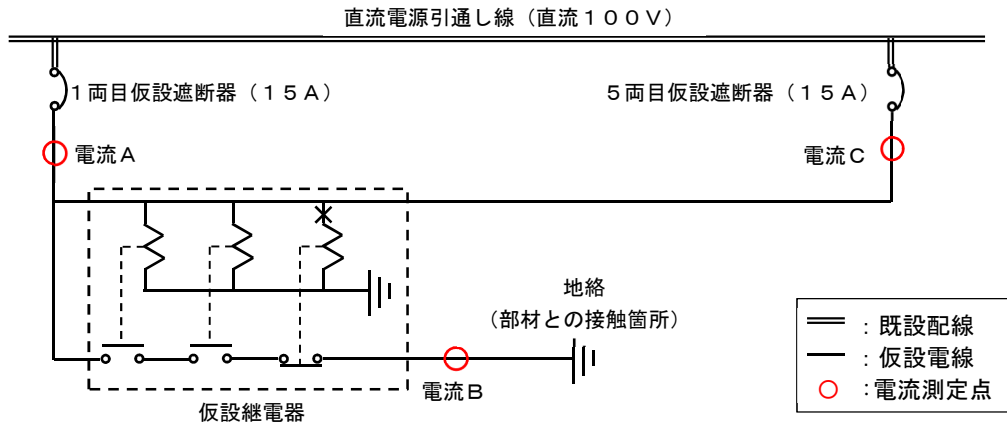 直流電源引通し線(直流100V)
1両目仮設遮断器(15A)
5両目仮設遮断器(15A)
電流A
電流C
地絡
(部材との接触箇所)
電流B
仮設継電器
:既設配線
:仮設電線
:電流測定点